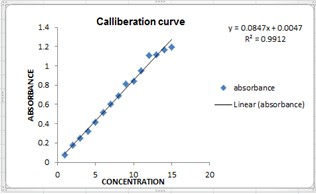 Calliberation curve
y = 0.0847x + 0.0047
R² = 0.9912
ABSORBANCE
1.4
1.2
1
0.8
0.6
0.4
0.2
0
0 5 10 15 20
CONCENTRATION
absorbance
Linear (absorbance)